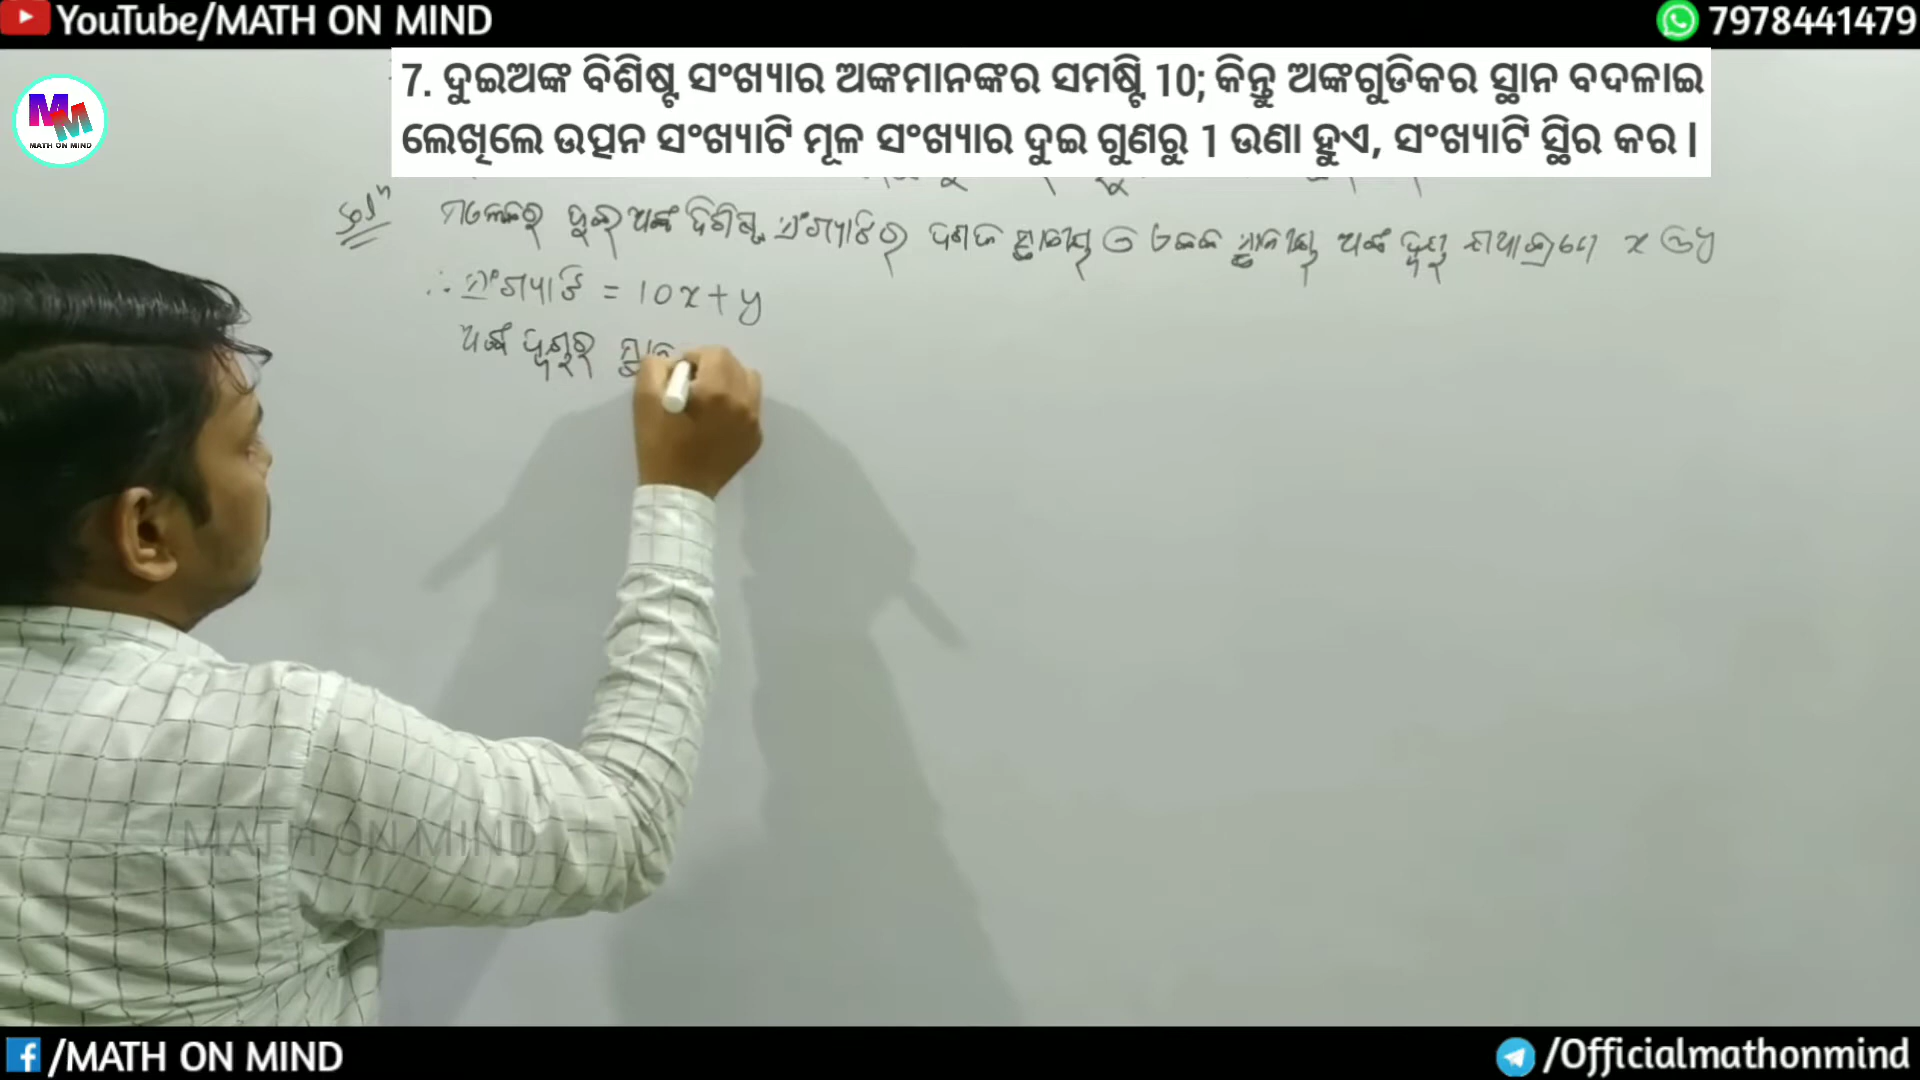 YouTube/MATH ON MIND
7978441479
MM
MATH ON MIND
7. ଦୁଇଅଙ୍କ ବିଶିଷ୍ଟ ସଂଖ୍ୟାର ଅଙ୍କମାନଙ୍କର ସମଷ୍ଟି 10; କିନ୍ତୁ ଅଙ୍କଗୁଡିକର ସ୍ଥାନ ବଦଳାଇ
ଲେଖିଲେ ଉତ୍ପନ ସଂଖ୍ୟାଟି ମୂଳ ସଂଖ୍ୟାର ଦୁଇ ଗୁଣରୁ 1 ଊଣା ହୁଏ, ସଂଖ୍ୟାଟି ସ୍ଥିର କର |
Solⁿ ମନେକର ଦୁଇ ଅଙ୍କ ବିଶିଷ୍ଟ ସଂଖ୍ୟାଟିର ଦଶକ ସ୍ଥାନୀୟ ଓ ଏକକ ସ୍ଥାନୀୟ ଅଙ୍କ ଦ୍ୱୟ ଯଥାକ୍ରମେ x ଓ y
∴ ସଂଖ୍ୟାଟି = 10x + y
ଅଙ୍କ ଦ୍ୱୟର ସ୍ଥାନ
MATH ON MIND
/MATH ON MIND
/Officialmathonmind